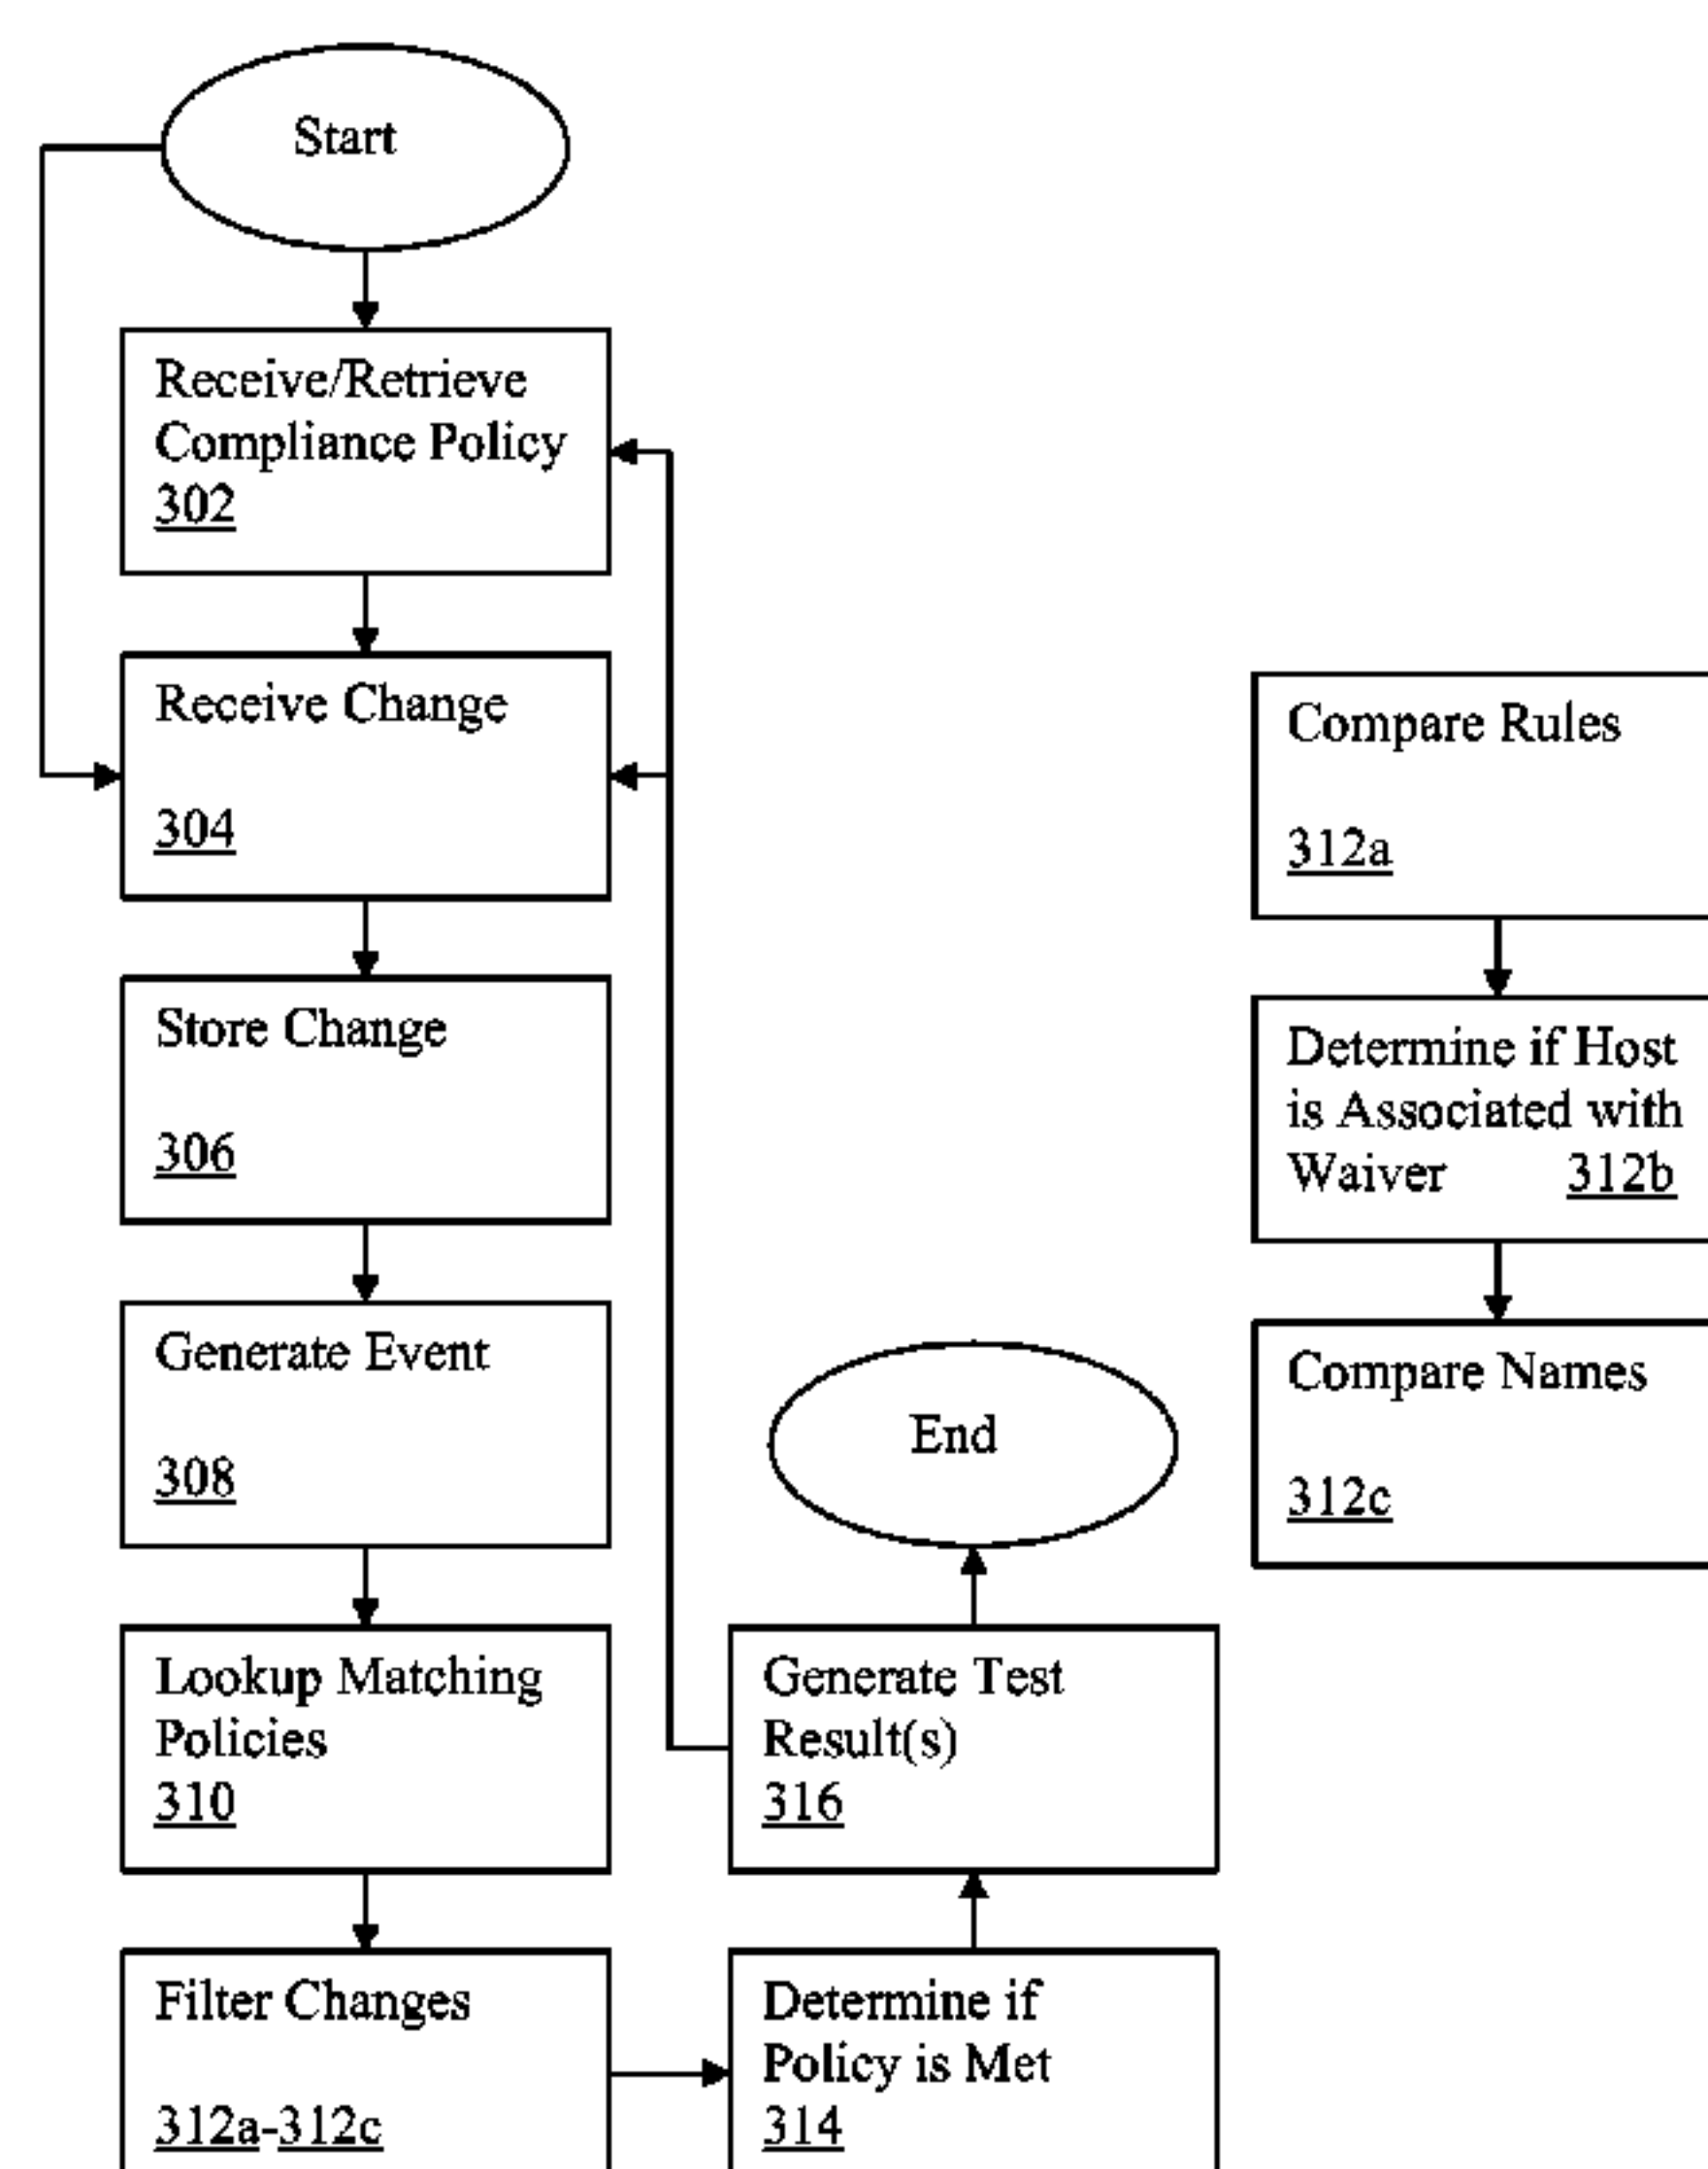 Start
Receive/Retrieve
Compliance Policy
302
Receive Change
304
Store Change
306
Generate Event
308
Lookup Matching
Policies
310
Filter Changes
312a-312c
Determine if
Policy is Met
314
Generate Test
Result(s)
316
End
Compare Rules
312a
Determine if Host
is Associated with
Waiver 312b
Compare Names
312c